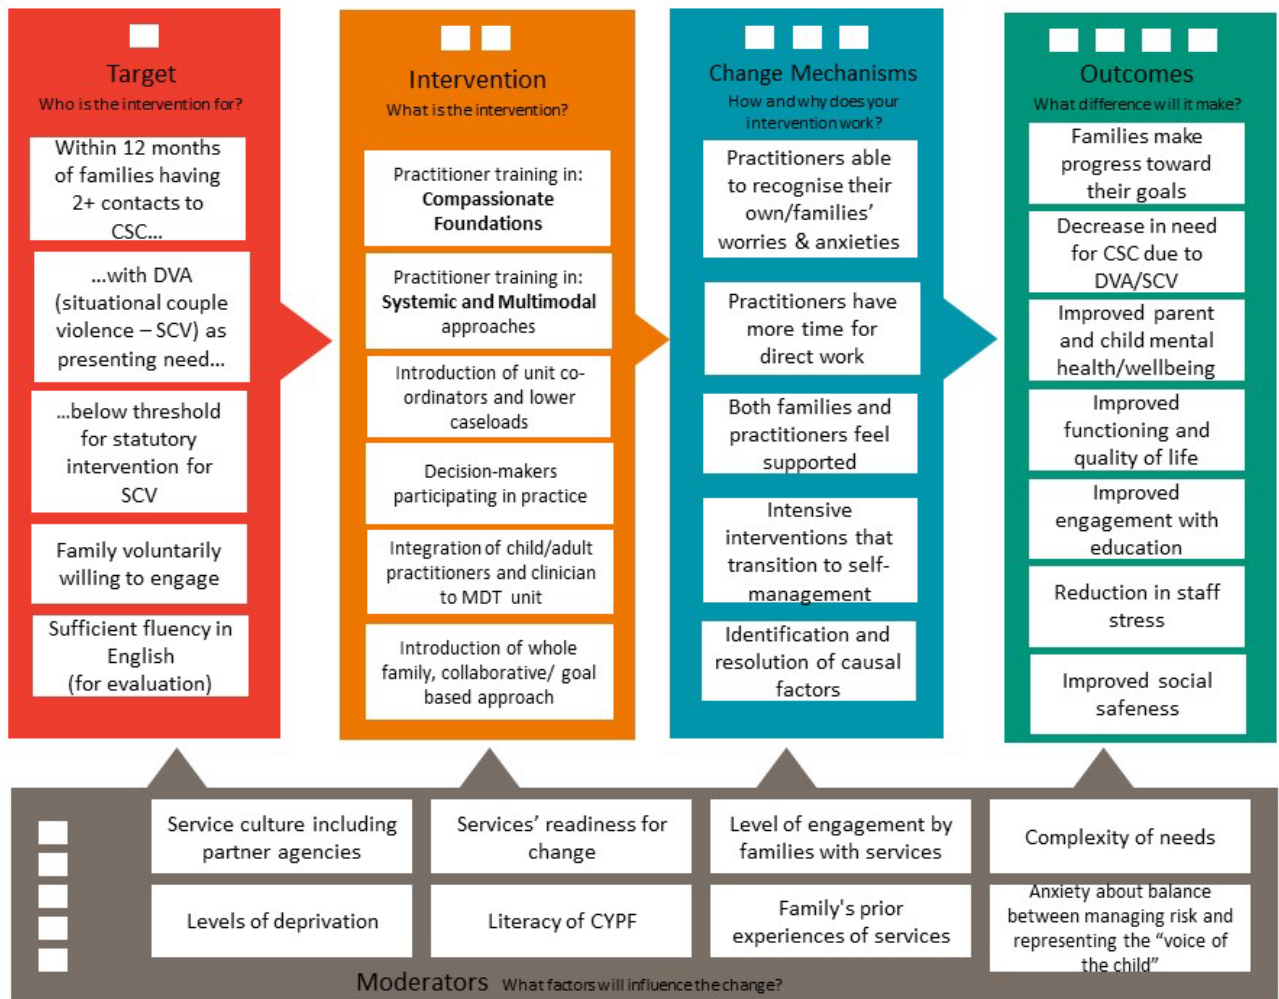 Target
Who is the intervention for?
Within 12 months
of families having
2+ contacts to
CSC...
...with DVA
(situational couple
violence – SCV) as
presenting need...
...below threshold
for statutory
intervention for
SCV
Family voluntarily
willing to engage
Sufficient fluency in
English
(for evaluation)
Intervention
What is the intervention?
Practitioner training in:
Compassionate
Foundations
Practitioner training in:
Systemic and Multimodal
approaches
Introduction of unit co-
ordinators and lower
caseloads
Decision-makers
participating in practice
Integration of child/adult
practitioners and clinician
to MDT unit
Introduction of whole
family, collaborative/ goal
based approach
Change Mechanisms
How and why does your
intervention work?
Practitioners able
to recognise their
own/families’
worries & anxieties
Practitioners have
more time for
direct work
Both families and
practitioners feel
supported
Intensive
interventions that
transition to self-
management
Identification and
resolution of causal
factors
Outcomes
What difference will it make?
Families make
progress toward
their goals
Decrease in need
for CSC due to
DVA/SCV
Improved parent
and child mental
health/wellbeing
Improved
functioning and
quality of life
Improved
engagement with
education
Reduction in staff
stress
Improved social
safeness
Service culture including
partner agencies
Services’ readiness for
change
Level of engagement by
families with services
Complexity of needs
Levels of deprivation
Literacy of CYPF
Family's prior
experiences of services
Anxiety about balance
between managing risk and
representing the “voice of
the child”
Moderators What factors will influence the change?